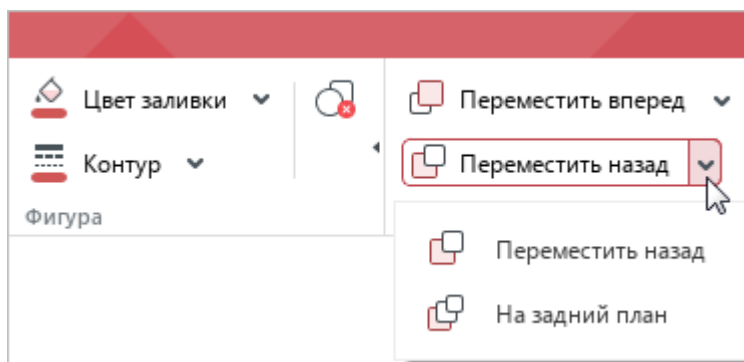 Цвет заливки
Переместить вперед
Контур
Переместить назад
Фигура
Переместить назад
На задний план